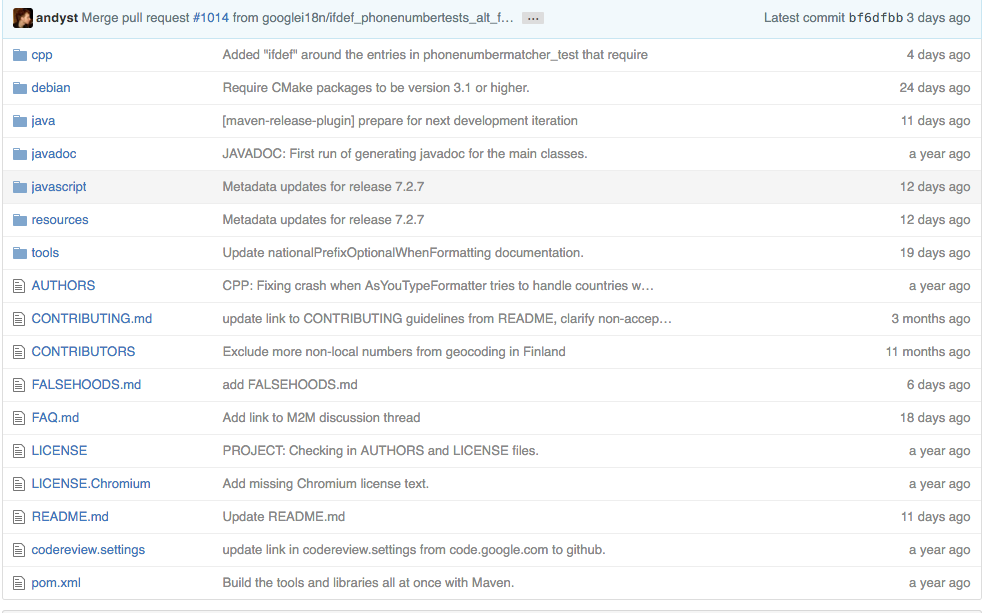 andyst Merge pull request #1014 from googlei18n/ifdef_phonenumbertests_alt_f… … Latest commit bf6dfbb 3 days ago
cpp Added "ifdef" around the entries in phonenumbermatcher_test that require 4 days ago
debian Require CMake packages to be version 3.1 or higher. 24 days ago
java [maven-release-plugin] prepare for next development iteration 11 days ago
javadoc JAVADOC: First run of generating javadoc for the main classes. a year ago
javascript Metadata updates for release 7.2.7 12 days ago
resources Metadata updates for release 7.2.7 12 days ago
tools Update nationalPrefixOptionalWhenFormatting documentation. 19 days ago
AUTHORS CPP: Fixing crash when AsYouTypeFormatter tries to handle countries w… a year ago
CONTRIBUTING.md update link to CONTRIBUTING guidelines from README, clarify non-accep… 3 months ago
CONTRIBUTORS Exclude more non-local numbers from geocoding in Finland 11 months ago
FALSEHOODS.md add FALSEHOODS.md 6 days ago
FAQ.md Add link to M2M discussion thread 18 days ago
LICENSE PROJECT: Checking in AUTHORS and LICENSE files. a year ago
LICENSE.Chromium Add missing Chromium license text. a year ago
README.md Update README.md 11 days ago
codereview.settings update link in codereview.settings from code.google.com to github. a year ago
pom.xml Build the tools and libraries all at once with Maven. a year ago